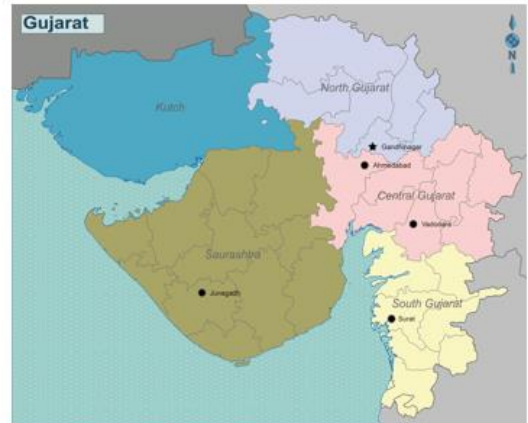 Gujarat
N
North Gujarat
Kutch
Gandhinagar
Ahmedabad
Central Gujarat
Vadodara
Saurashtra
Junagadh
South Gujarat
Surat